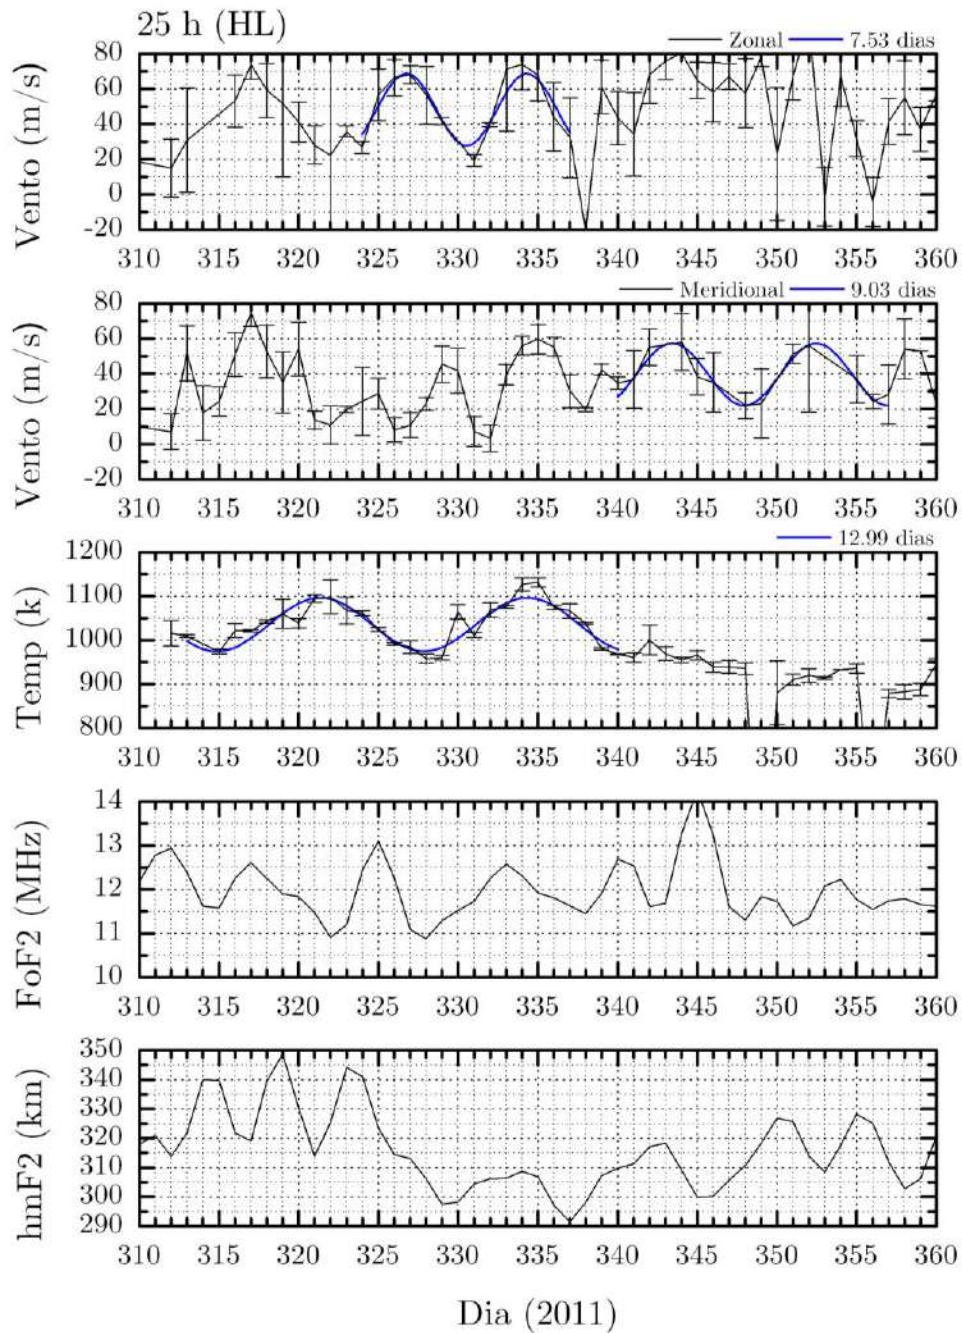 25 h (HL)
Zonal 7.53 dias
Vento (m/s)
80
60
40
20
0
-20
310 315 320 325 330 335 340 345 350 355 360
Meridional 9.03 dias
Vento (m/s)
80
60
40
20
0
-20
310 315 320 325 330 335 340 345 350 355 360
12.99 dias
Temp (k)
1200
1100
1000
900
800
310 315 320 325 330 335 340 345 350 355 360
FoF2 (MHz)
14
13
12
11
10
310 315 320 325 330 335 340 345 350 355 360
hmF2 (km)
350
340
330
320
310
300
290
310 315 320 325 330 335 340 345 350 355 360
Dia (2011)